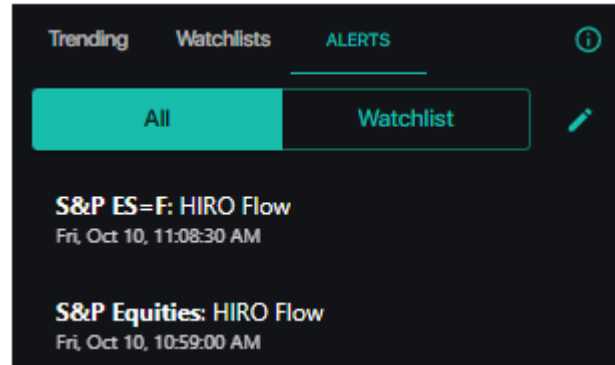 Trending Watchlists ALERTS
All Watchlist
S&P ES=F: HIRO Flow
Fri, Oct 10, 11:08:30 AM
S&P Equities: HIRO Flow
Fri, Oct 10, 10:59:00 AM